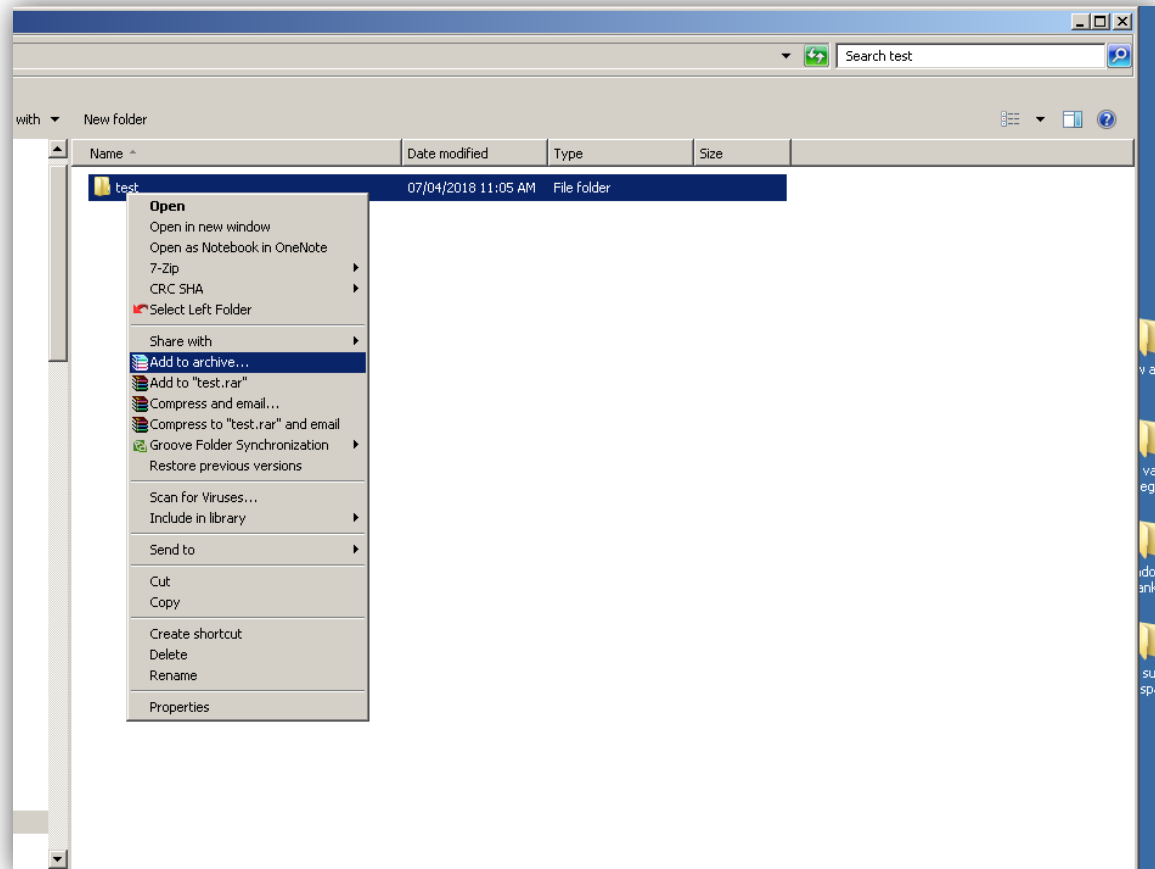 Search test
with
New folder
Name
Date modified
Type
Size
test
07/04/2018 11:05 AM
File folder
Open
Open in new window
Open as Notebook in OneNote
7-Zip
CRC SHA
Select Left Folder
Share with
Add to archive...
Add to "test.rar"
Compress and email...
Compress to "test.rar" and email
Groove Folder Synchronization
Restore previous versions
Scan for Viruses...
Include in library
Send to
Cut
Copy
Create shortcut
Delete
Rename
Properties